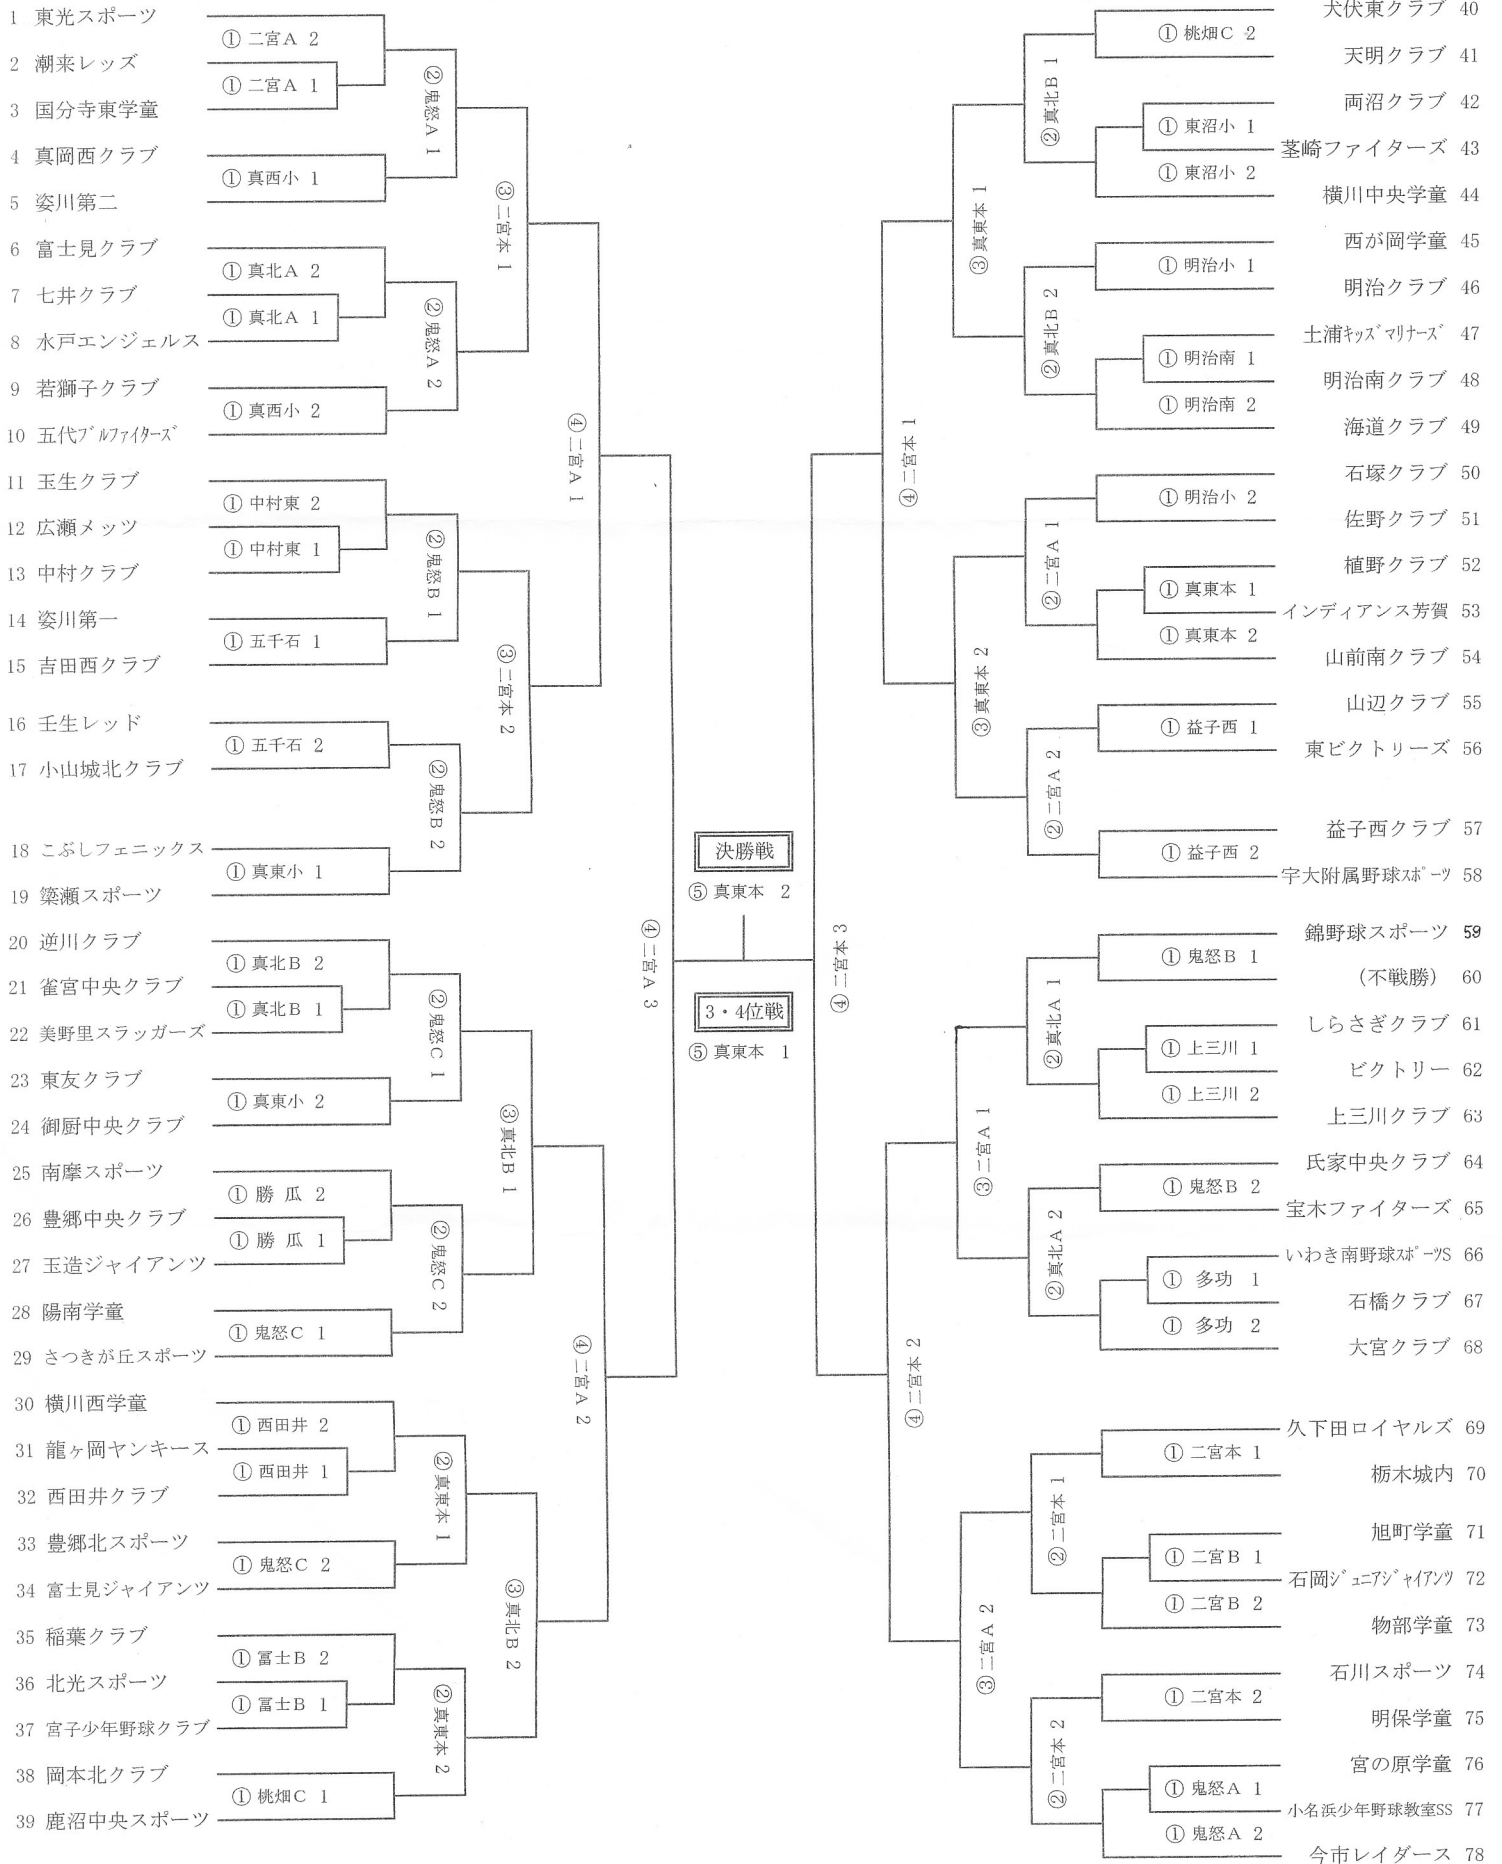 1 東光スポーツ
① 二宮A 2
2 潮来レッズ
① 二宮A 1
3 国分寺東学童
② 鬼怒A 1
4 真岡西クラブ
① 真西小 1
5 姿川第二
③ 二宮本 1
6 富士見クラブ
① 真北A 2
7 七井クラブ
① 真北A 1
8 水戸エンジェルス
② 鬼怒A 2
9 若獅子クラブ
① 真西小 2
10 五代ブルファイターズ
④ 二宮A 1
11 玉生クラブ
① 中村東 2
12 広瀬メッツ
① 中村東 1
13 中村クラブ
② 鬼怒B 1
14 姿川第一
① 五千石 1
15 吉田西クラブ
③ 二宮本 2
16 壬生レッド
① 五千石 2
17 小山城北クラブ
② 鬼怒B 2
18 こぶしフェニックス
① 真東小 1
19 簗瀬スポーツ
④ 二宮A 3
20 逆川クラブ
① 真北B 2
21 雀宮中央クラブ
① 真北B 1
22 美野里スラッガーズ
② 鬼怒C 1
23 東友クラブ
① 真東小 2
24 御厨中央クラブ
③ 真北B 1
25 南摩スポーツ
① 勝 瓜 2
26 豊郷中央クラブ
① 勝 瓜 1
27 玉造ジャイアンツ
② 鬼怒C 2
28 陽南学童
① 鬼怒C 1
29 さつきが丘スポーツ
④ 二宮A 2
30 横川西学童
① 西田井 2
31 龍ヶ岡ヤンキース
① 西田井 1
32 西田井クラブ
② 真東本 1
33 豊郷北スポーツ
① 鬼怒C 2
34 富士見ジャイアンツ
③ 真北B 2
35 稲葉クラブ
① 冨士B 2
36 北光スポーツ
① 冨士B 1
37 宮子少年野球クラブ
② 真東本 2
38 岡本北クラブ
① 桃畑C 1
39 鹿沼中央スポーツ
決勝戦
⑤ 真東本 2
3・4位戦
⑤ 真東本 1
犬伏東クラブ 40
① 桃畑C 2
天明クラブ 41
② 真北B 1
両沼クラブ 42
① 東沼小 1
茎崎ファイターズ 43
① 東沼小 2
横川中央学童 44
③ 真東本 1
西が岡学童 45
① 明治小 1
明治クラブ 46
② 真北B 2
土浦キッズマリナーズ 47
① 明治南 1
明治南クラブ 48
① 明治南 2
海道クラブ 49
④ 二宮本 1
石塚クラブ 50
① 明治小 2
佐野クラブ 51
② 二宮A 1
植野クラブ 52
① 真東本 1
インディアンス芳賀 53
① 真東本 2
山前南クラブ 54
③ 真東本 2
山辺クラブ 55
① 益子西 1
東ビクトリーズ 56
② 二宮A 2
益子西クラブ 57
① 益子西 2
宇大附属野球スポーツ 58
④ 二宮本 3
錦野球スポーツ 59
① 鬼怒B 1
(不戦勝) 60
② 真北A 1
しらさぎクラブ 61
① 上三川 1
ビクトリー 62
① 上三川 2
上三川クラブ 63
③ 二宮A 1
氏家中央クラブ 64
① 鬼怒B 2
宝木ファイターズ 65
② 真北A 2
いわき南野球スポーツS 66
① 多功 1
石橋クラブ 67
① 多功 2
大宮クラブ 68
④ 二宮本 2
久下田ロイヤルズ 69
① 二宮本 1
栃木城内 70
② 二宮本 1
旭町学童 71
① 二宮B 1
石岡ジュニアジャイアンツ 72
① 二宮B 2
物部学童 73
③ 二宮A 2
石川スポーツ 74
① 二宮本 2
明保学童 75
② 二宮本 2
宮の原学童 76
① 鬼怒A 1
小名浜少年野球教室SS 77
① 鬼怒A 2
今市レイダース 78